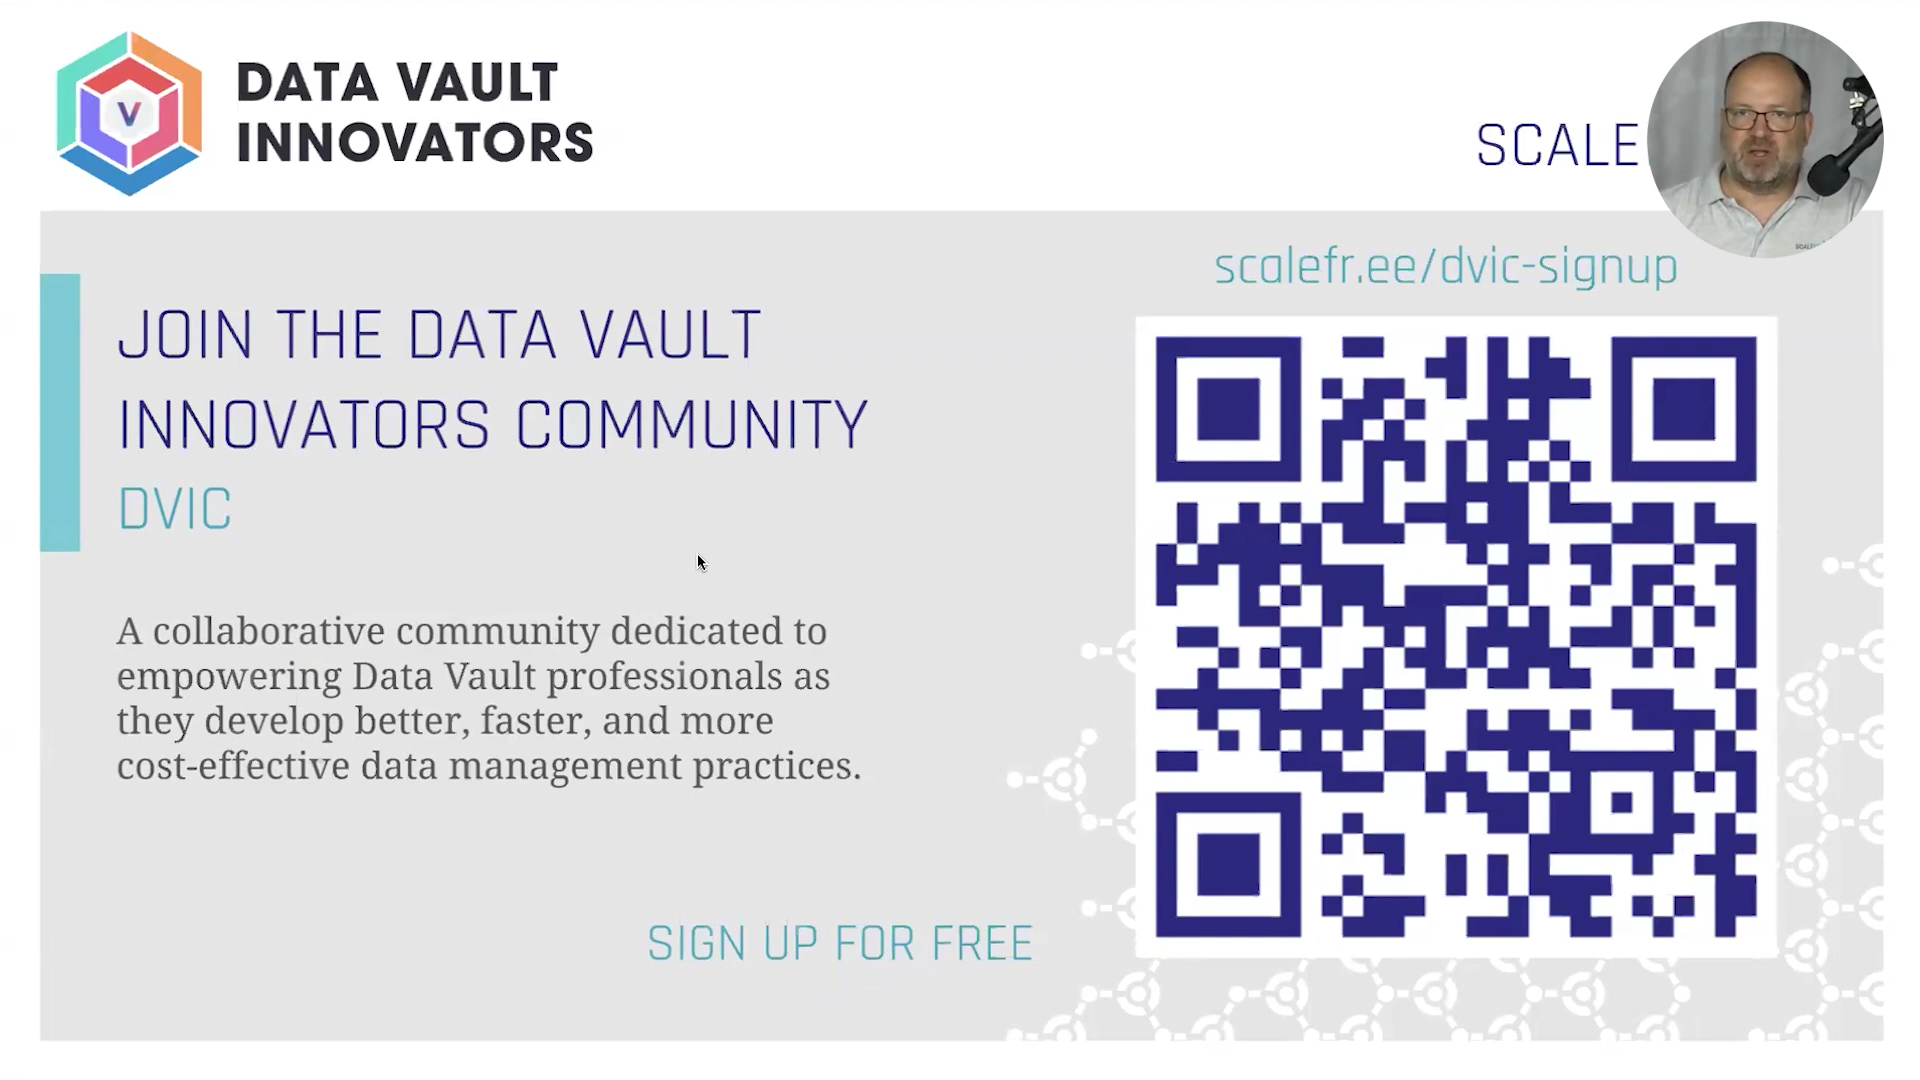 DATA VAULT
INNOVATORS
SCALE
scalefr.ee/dvic-signup
JOIN THE DATA VAULT
INNOVATORS COMMUNITY
DVIC
A collaborative community dedicated to
empowering Data Vault professionals as
they develop better, faster, and more
cost-effective data management practices.
SIGN UP FOR FREE
V